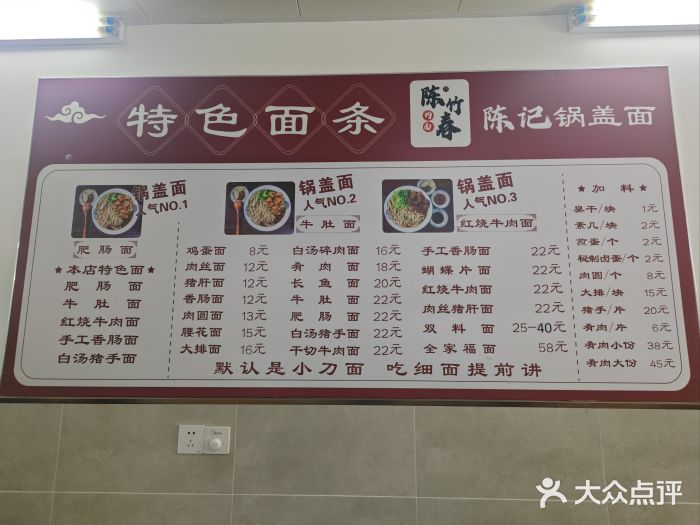 特色面条
陈竹春
陈记锅盖面
锅盖面
人气NO.1
肥肠面
锅盖面
人气NO.2
牛肚面
锅盖面
人气NO.3
红烧牛肉面
★本店特色面★
肥肠面
牛肚面
红烧牛肉面
手工香肠面
白汤猪手面
鸡蛋面 8元
肉丝面 12元
猪肝面 12元
香肠面 12元
肉圆面 13元
腰花面 15元
大排面 16元
白汤碎肉面 16元
肴肉面 18元
长鱼面 20元
牛肚面 22元
肥肠面 22元
白汤猪手面 22元
干切牛肉面 22元
手工香肠面 22元
蝴蝶片面 22元
红烧牛肉面 22元
肉丝猪肝面 22元
双料面 25-40元
全家福面 58元
★加料★
臭干/块 1元
素几/块 2元
煎蛋/个 2元
秘制卤蛋/个 2元
肉圆/个 8元
大排/块 15元
猪手/片 20元
肴肉/片 6元
肴肉小份 38元
肴肉大份 45元
默认是小刀面 吃细面提前讲
大众点评